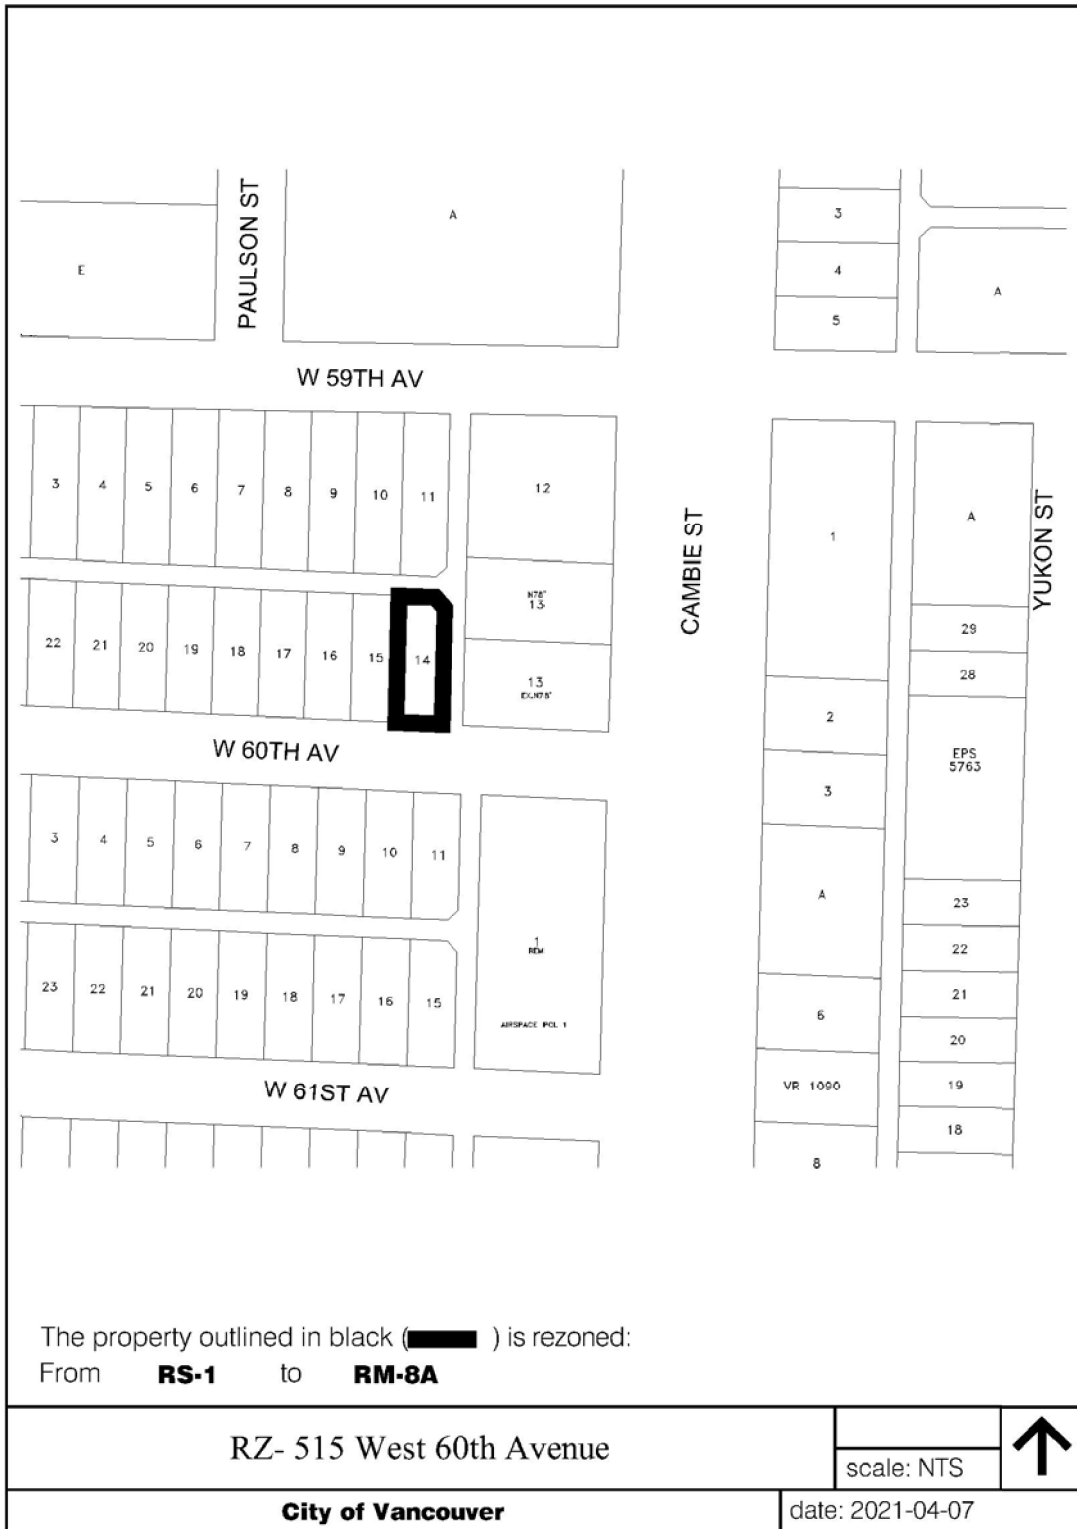 PAULSON ST
A
3
E
4
A
5
W 59TH AV
3 4 5 6 7 8 9 10 11
12
CAMBIE ST
1
A
YUKON ST
N78'
13
29
22 21 20 19 18 17 16 15 14
13
EX.N78'
28
2
W 60TH AV
EPS
5763
3
3 4 5 6 7 8 9 10 11
A
23
1
REM
22
23 22 21 20 19 18 17 16 15
21
AIRSPACE PCL 1
6
20
W 61ST AV
VR 1090
19
18
8
The property outlined in black ( ) is rezoned:
From RS-1 to RM-8A
RZ- 515 West 60th Avenue
scale: NTS
City of Vancouver
date: 2021-04-07